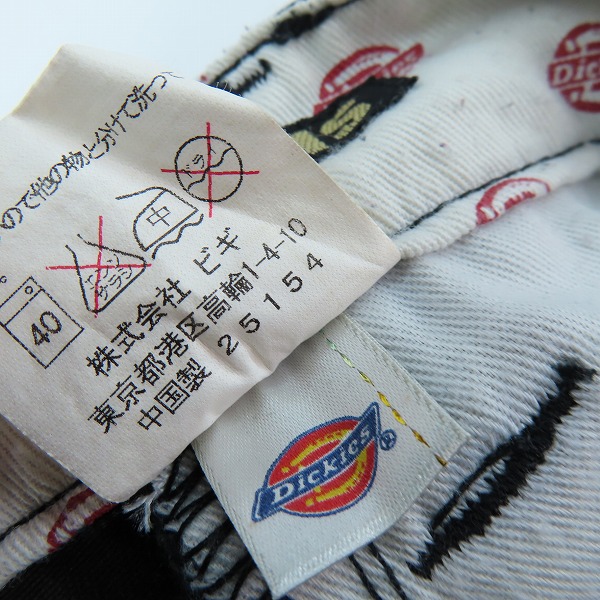 ので他の物と分けて洗っ
ドライ
中
エンソ
サラシ
40
株式会社 ビギ
東京都港区高輪1-4-10
中国製 25154
Dickies
®
Dickies